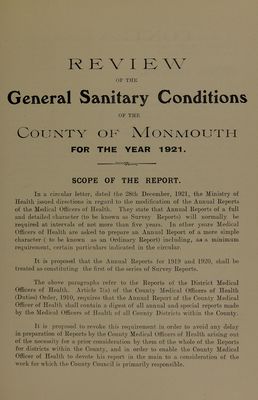 REVIEW
OF THE
General Sanitary Conditions
OF THE
COUNTY OF MONMOUTH
FOR THE YEAR 1921.
SCOPE OF THE REPORT.
In a circular letter, dated the 28th December, 1921, the Ministry of
Health issued directions in regard to the modification of the Annual Reports
of the Medical Officers of Health. They state that Annual Reports of a full
and detailed character (to be known as Survey Reports) will normally be
required at intervals of not more than five years. In other years Medical
Officers of Health are asked to prepare an Annual Report of a more simple
character ( to be known as an Ordinary Report) including, as a minimum
requirement, certain particulars indicated in the circular.
It is proposed that the Annual Reports for 1919 and 1920, shall be
treated as constituting the first of the series of Survey Reports.
The above paragraphs refer to the Reports of the District Medical
Officers of Health. Article 1(a) of the County Medical Officers of Health
(Duties) Order, 1910, requires that the Annual Report of the County Medical
Officer of Health shall contain a digest of all annual and special reports made
by the Medical Officers of Health of all County Districts within the County.
It is proposed to revoke this requirement in order to avoid any delay
in preparation of Reports by the County Medical Officers of Health arising out
of the necessity for a prior consideration by them of the whole of the Reports
for districts within the County, and in order to enable the County Medical
Officer of Health to devote his report in the main to a consideration of the
work for which the County Council is primarily responsible.